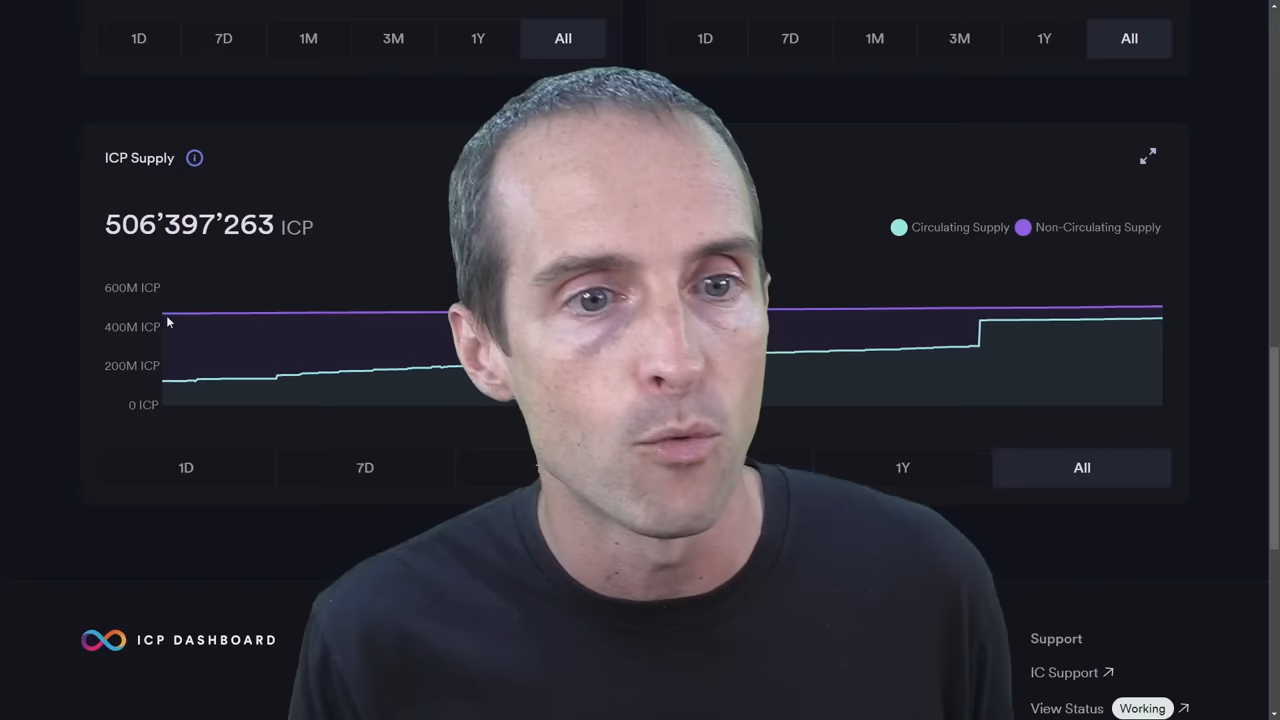 1D 7D 1M 3M 1Y All
1D 7D 1M 3M 1Y All
ICP Supply
506’397’263 ICP
Circulating Supply Non-Circulating Supply
600M ICP
400M ICP
200M ICP
0 ICP
1D 7D 1Y All
ICP DASHBOARD
Support
IC Support
View Status Working